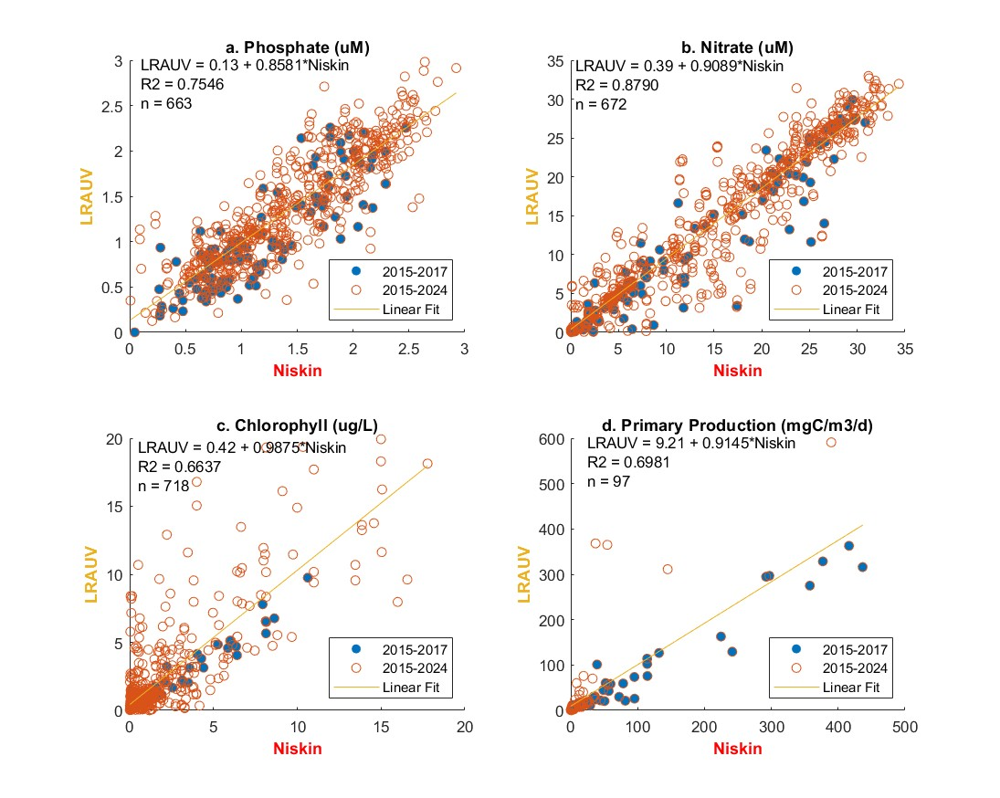 a. Phosphate (uM)
LRAUV = 0.13 + 0.8581*Niskin
R2 = 0.7546
n = 663
3
2.5
2
1.5
1
0.5
0
LRAUV
0 0.5 1 1.5 2 2.5 3
Niskin
2015-2017
2015-2024
Linear Fit
b. Nitrate (uM)
LRAUV = 0.39 + 0.9089*Niskin
R2 = 0.8790
n = 672
35
30
25
20
15
10
5
0
LRAUV
0 5 10 15 20 25 30 35
Niskin
2015-2017
2015-2024
Linear Fit
c. Chlorophyll (ug/L)
LRAUV = 0.42 + 0.9875*Niskin
R2 = 0.6637
n = 718
20
15
10
5
0
LRAUV
0 5 10 15 20
Niskin
2015-2017
2015-2024
Linear Fit
d. Primary Production (mgC/m3/d)
LRAUV = 9.21 + 0.9145*Niskin
R2 = 0.6981
n = 97
600
500
400
300
200
100
0
LRAUV
0 100 200 300 400 500
Niskin
2015-2017
2015-2024
Linear Fit